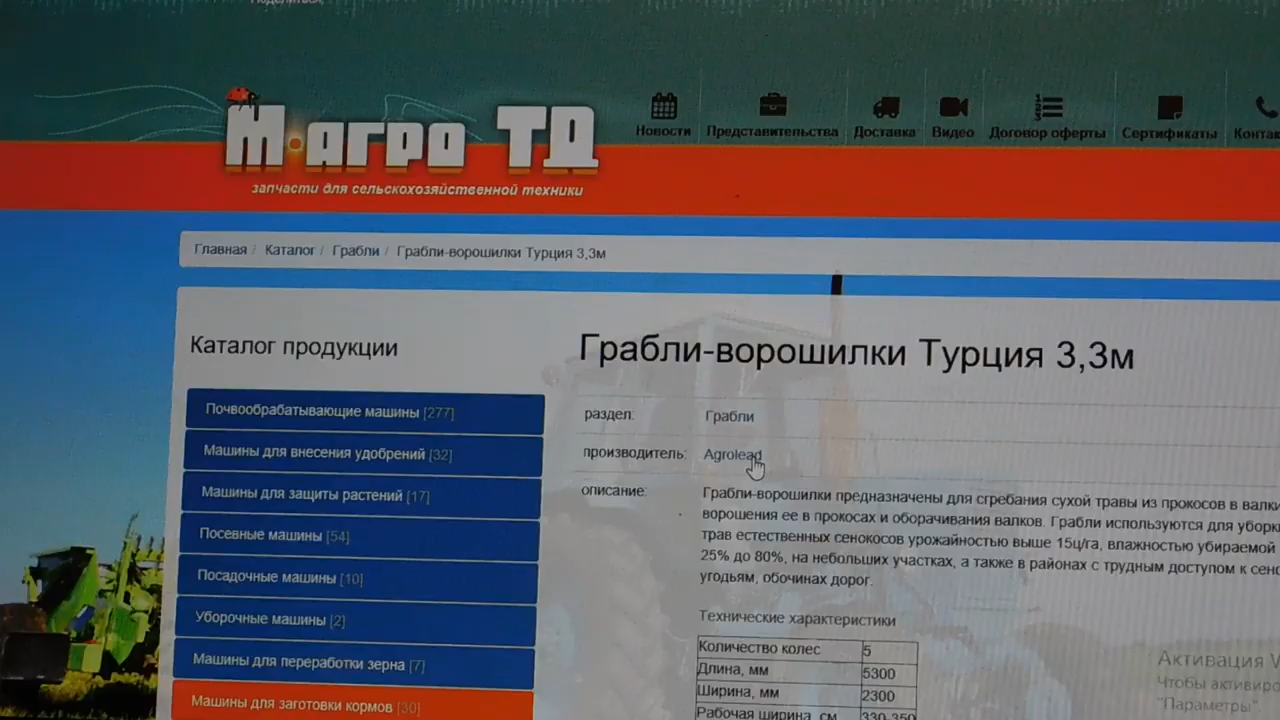 Поделиться
Новости Представительства Доставка Видео Договор оферты Сертификаты
М·АГРО ТД
запчасти для сельскохозяйственной техники
Главная / Каталог / Грабли / Грабли-ворошилки Турция 3,3м
Каталог продукции
Почвообрабатывающие машины [277]
Машины для внесения удобрений [32]
Машины для защиты растений [17]
Посевные машины [54]
Посадочные машины [10]
Уборочные машины [2]
Машины для переработки зерна [7]
Машины для заготовки кормов [30]
Грабли-ворошилки Турция 3,3м
раздел: Грабли
производитель: Agrolead
описание: Грабли-ворошилки предназначены для сгребания сухой травы из прокосов в валки
ворошения ее в прокосах и оборачивания валков. Грабли используются для
трав естественных сенокосов урожайностью выше 15ц/га, влажностью убираемой
25% до 80%, на небольших участках, а также в районах с трудным доступом к
угодьям, обочинах дорог.
Технические характеристики
Количество колес 5
Длина, мм 5300
Ширина, мм 2300
Рабочая ширина, см 330-350
Активация
Чтобы
"Параметры".